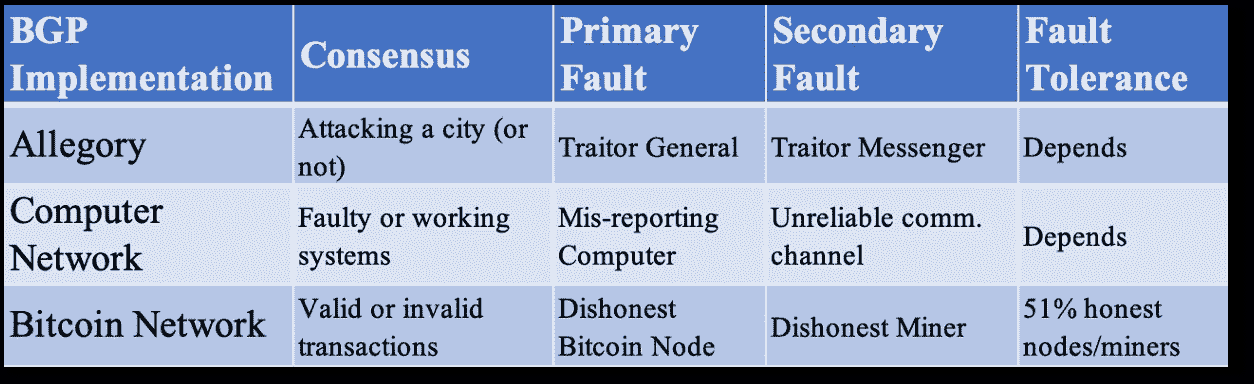 BGP
Implementation
Consensus
Primary
Fault
Secondary
Fault
Fault
Tolerance
Allegory
Attacking a city (or
not)
Traitor General
Traitor Messenger
Depends
Computer
Network
Faulty or working
systems
Mis-reporting
Computer
Unreliable comm.
channel
Depends
Bitcoin Network
Valid or invalid
transactions
Dishonest
Bitcoin Node
Dishonest Miner
51% honest
nodes/miners